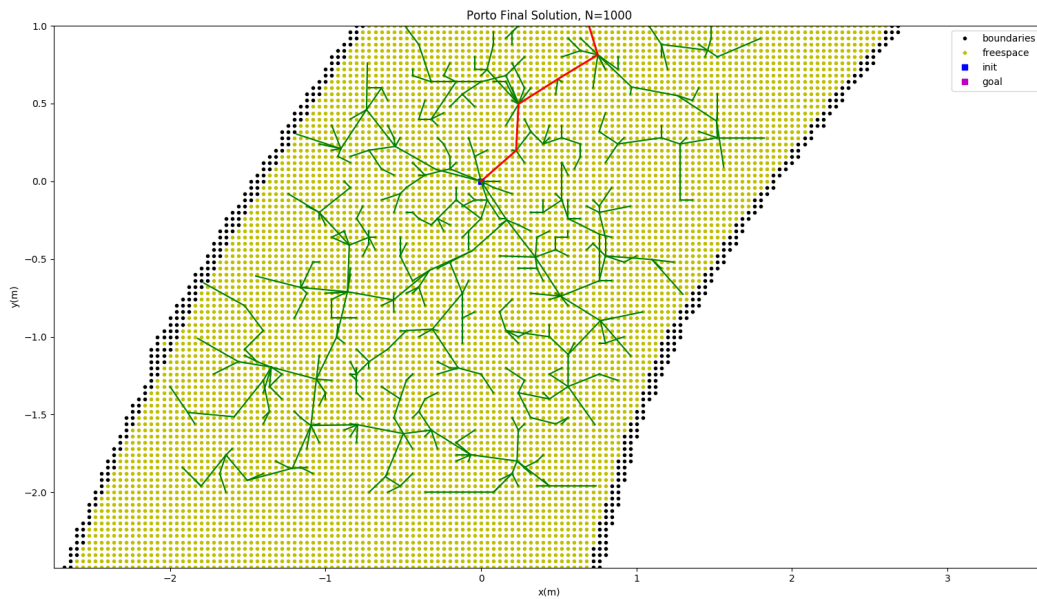 Porto Final Solution, N=1000
boundaries
freespace
init
goal
y(m)
1.0
0.5
0.0
−0.5
−1.0
−1.5
−2.0
−2
−1
0
1
2
3
x(m)